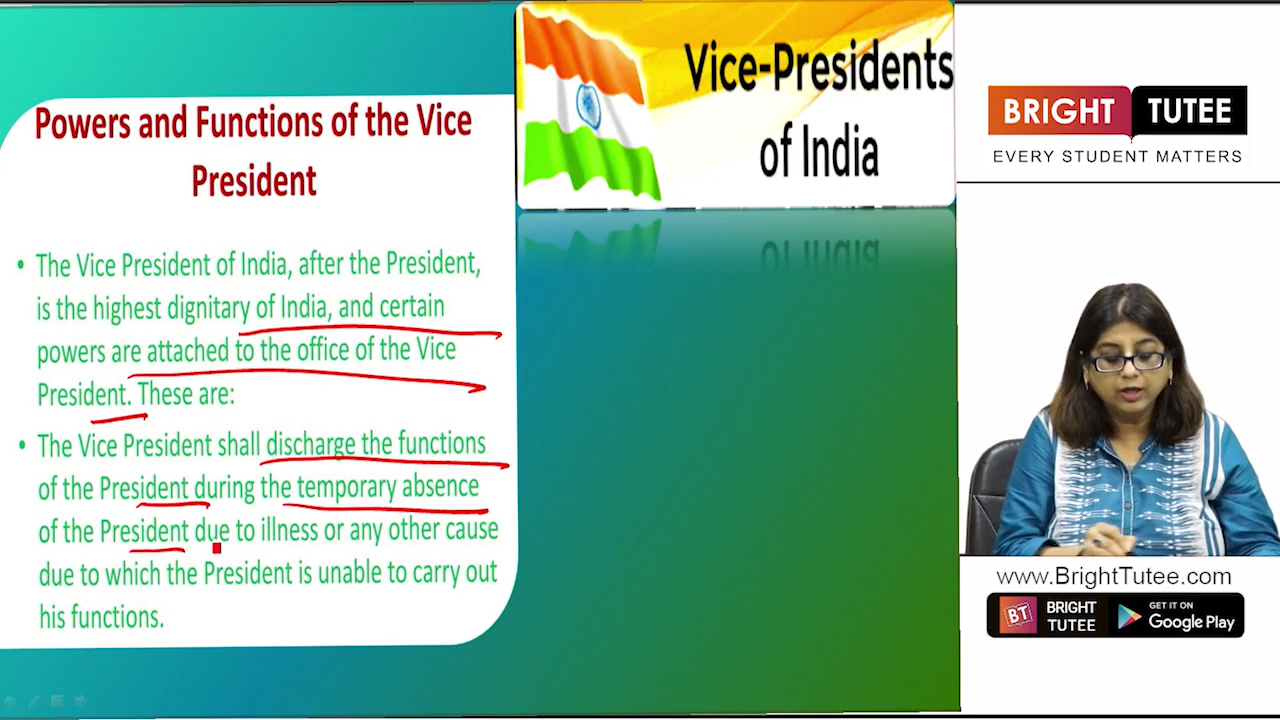 Powers and Functions of the Vice
President
• The Vice President of India, after the President,
is the highest dignitary of India, and certain
powers are attached to the office of the Vice
President. These are:
• The Vice President shall discharge the functions
of the President during the temporary absence
of the President due to illness or any other cause
due to which the President is unable to carry out
his functions.
Vice-Presidents
of India
BRIGHT TUTEE
EVERY STUDENT MATTERS
www.BrightTutee.com
BT
BRIGHT
TUTEE
GET IT ON
Google Play